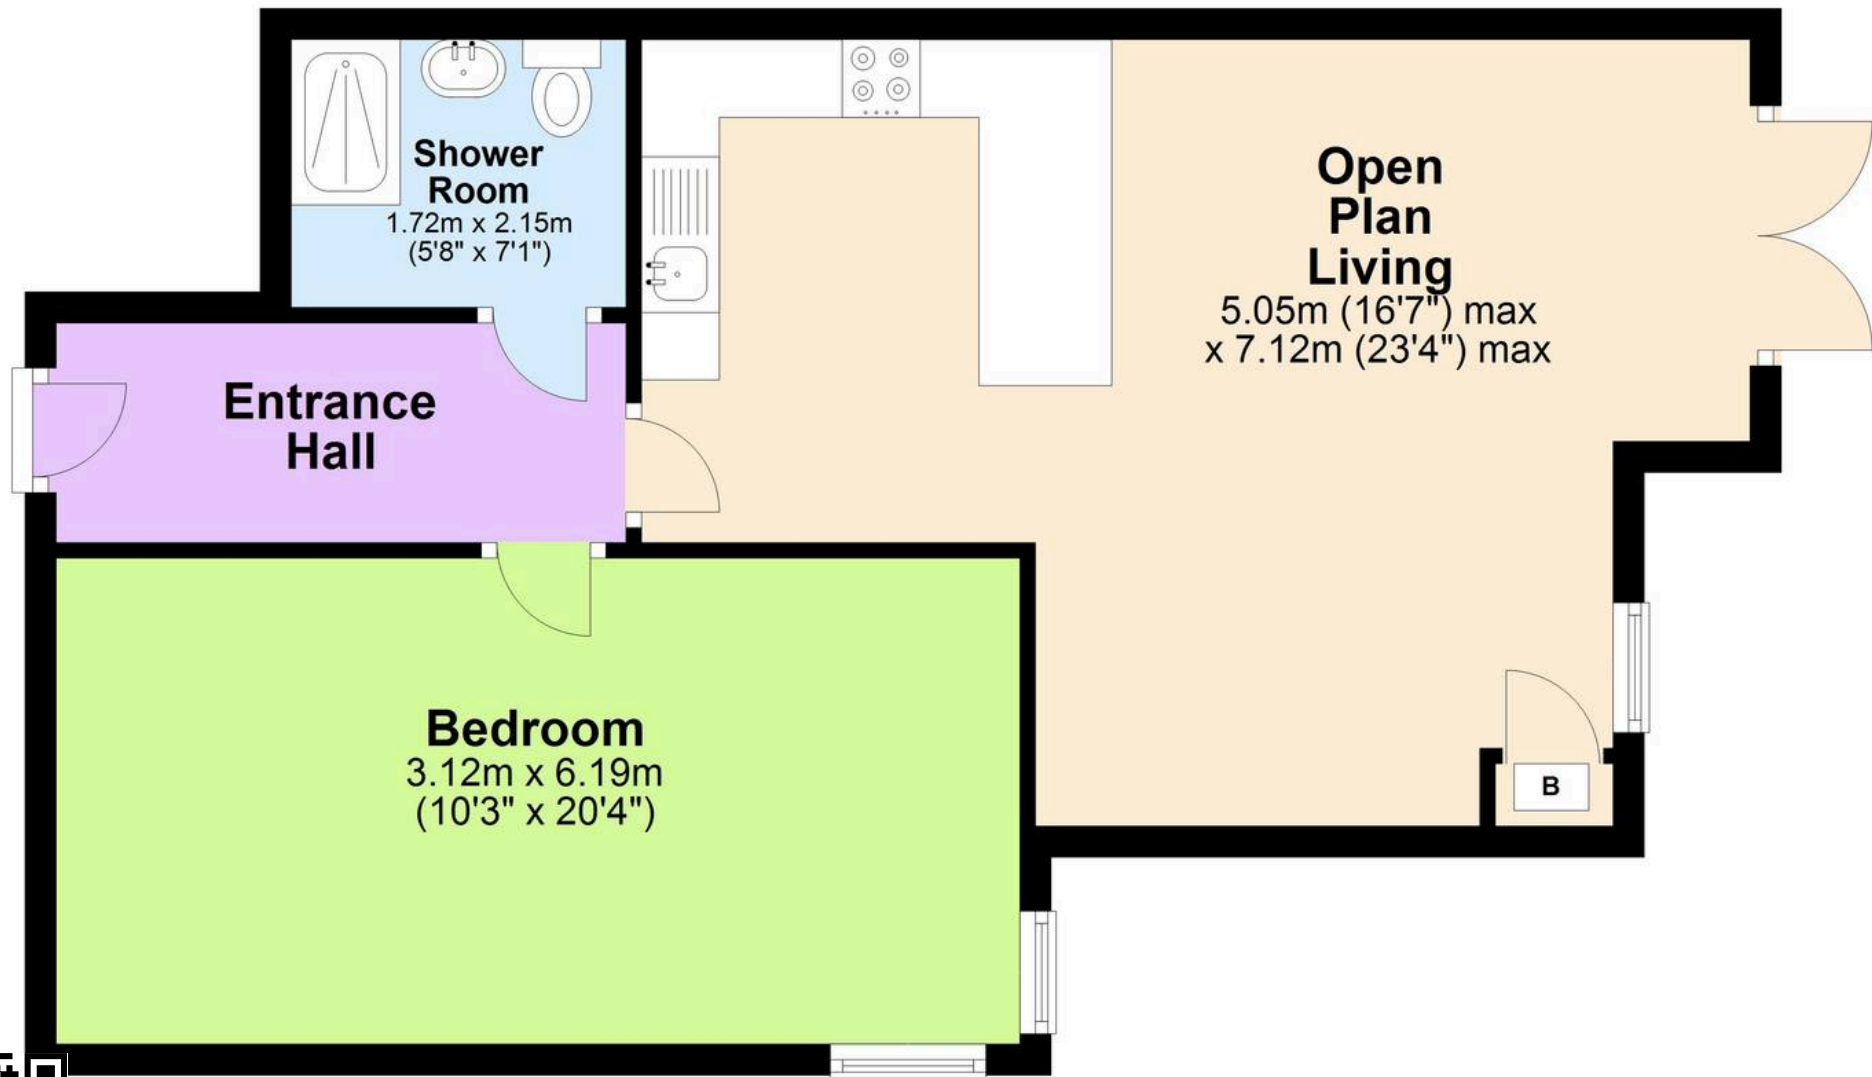 Shower
Room
1.72m x 2.15m
(5'8" x 7'1")
Open
Plan
Living
5.05m (16'7") max
x 7.12m (23'4") max
Entrance
Hall
Bedroom
3.12m x 6.19m
(10'3" x 20'4")
B